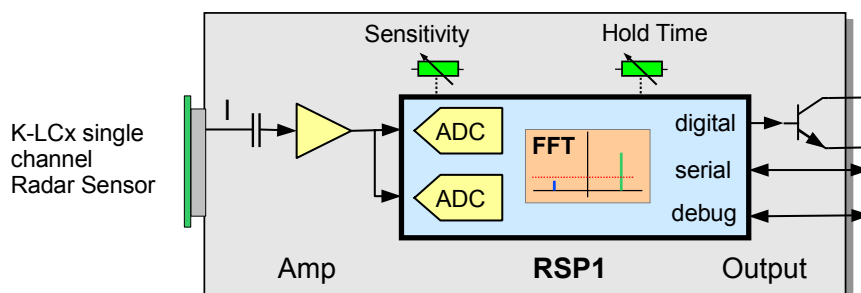 Sensitivity
Hold Time
I
K-LCx single
channel
Radar Sensor
ADC
ADC
FFT
digital
serial
debug
Amp
RSP1
Output